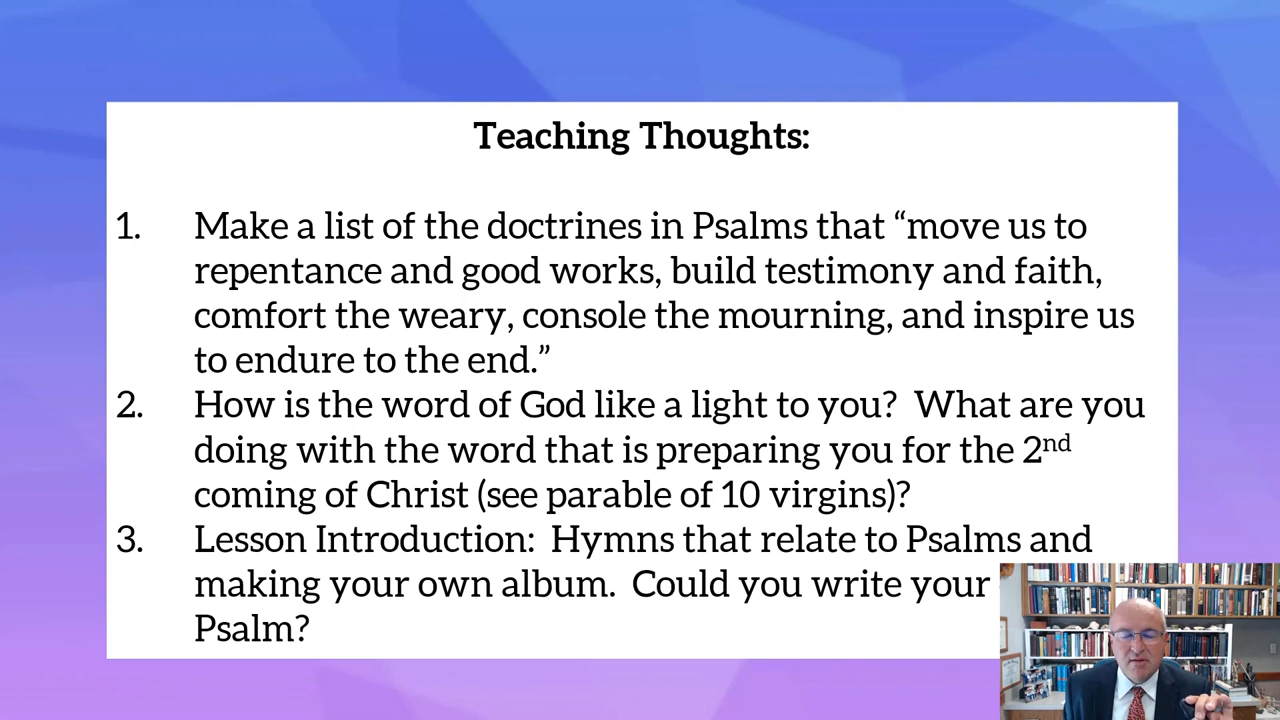 Teaching Thoughts:
1. Make a list of the doctrines in Psalms that “move us to
repentance and good works, build testimony and faith,
comfort the weary, console the mourning, and inspire us
to endure to the end.”
2. How is the word of God like a light to you?  What are you
doing with the word that is preparing you for the 2nd
coming of Christ (see parable of 10 virgins)?
3. Lesson Introduction:  Hymns that relate to Psalms and
making your own album.  Could you write your
Psalm?